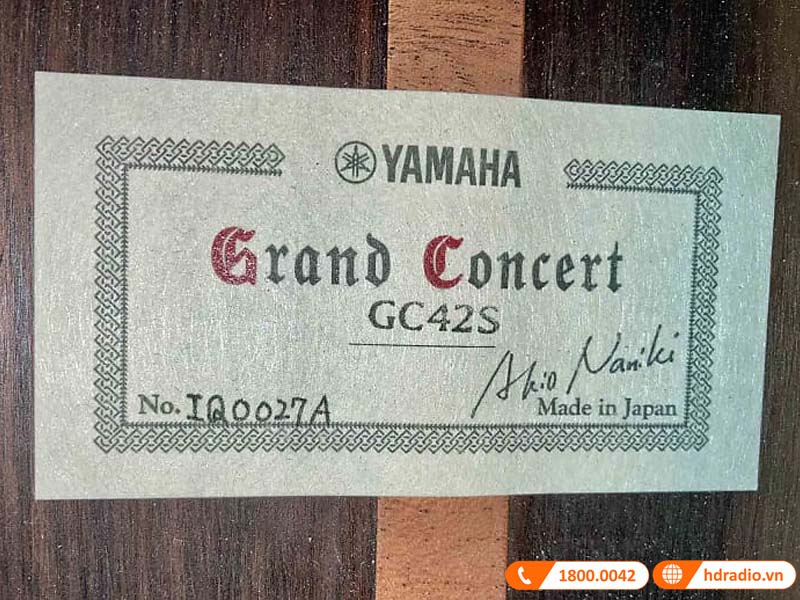 YAMAHA
Grand Concert
GC42S
Akio Naniki
No. IQ0027A
Made in Japan
1800.0042
hdradio.vn